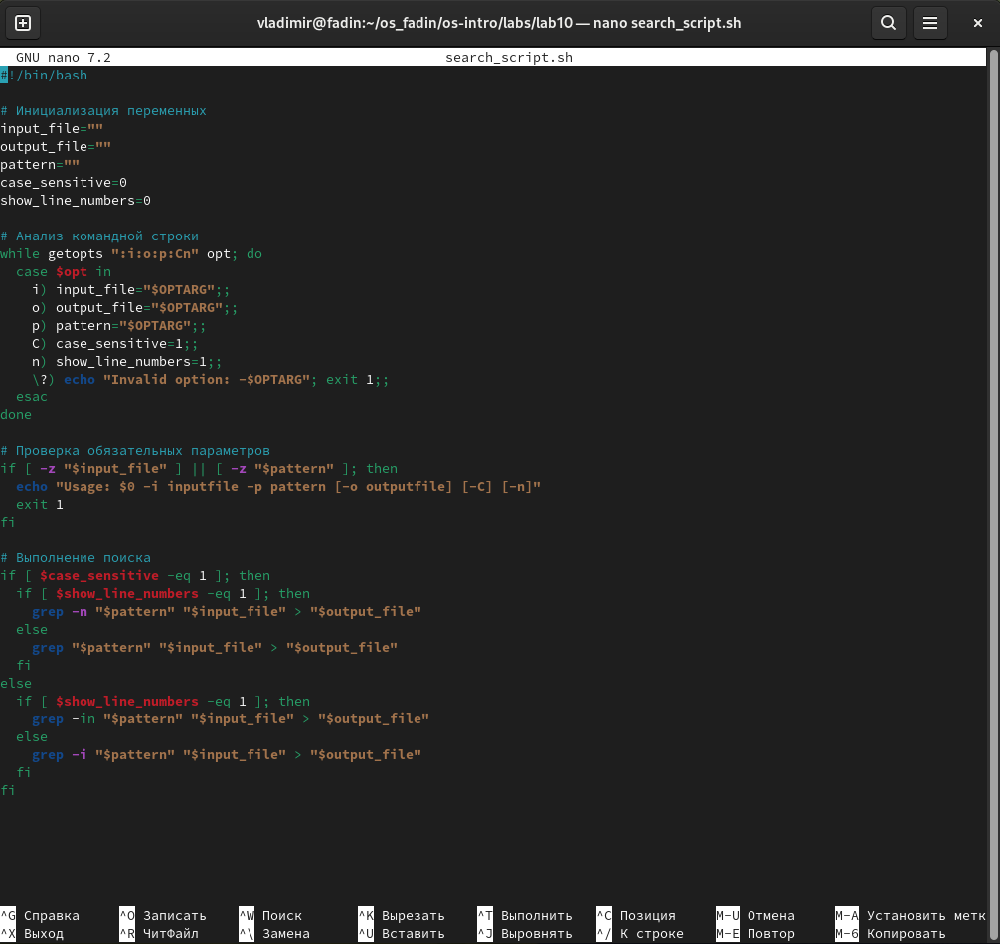 vladimir@fadin:~/os_fadin/os-intro/labs/lab10 — nano search_script.sh
GNU nano 7.2 search_script.sh
#!/bin/bash

# Инициализация переменных
input_file=""
output_file=""
pattern=""
case_sensitive=0
show_line_numbers=0

# Анализ командной строки
while getopts ":i:o:p:Cn" opt; do
  case $opt in
    i) input_file="$OPTARG";;
    o) output_file="$OPTARG";;
    p) pattern="$OPTARG";;
    C) case_sensitive=1;;
    n) show_line_numbers=1;;
    \?) echo "Invalid option: -$OPTARG"; exit 1;;
  esac
done

# Проверка обязательных параметров
if [ -z "$input_file" ] || [ -z "$pattern" ]; then
  echo "Usage: $0 -i inputfile -p pattern [-o outputfile] [-C] [-n]"
  exit 1
fi

# Выполнение поиска
if [ $case_sensitive -eq 1 ]; then
  if [ $show_line_numbers -eq 1 ]; then
    grep -n "$pattern" "$input_file" > "$output_file"
  else
    grep "$pattern" "$input_file" > "$output_file"
  fi
else
  if [ $show_line_numbers -eq 1 ]; then
    grep -in "$pattern" "$input_file" > "$output_file"
  else
    grep -i "$pattern" "$input_file" > "$output_file"
  fi
fi

^G Справка ^O Записать ^W Поиск ^K Вырезать ^T Выполнить ^C Позиция M-U Отмена M-A Установить метк
^X Выход ^R ЧитФайл ^\ Замена ^U Вставить ^J Выровнять ^/ К строке M-E Повтор M-6 Копировать